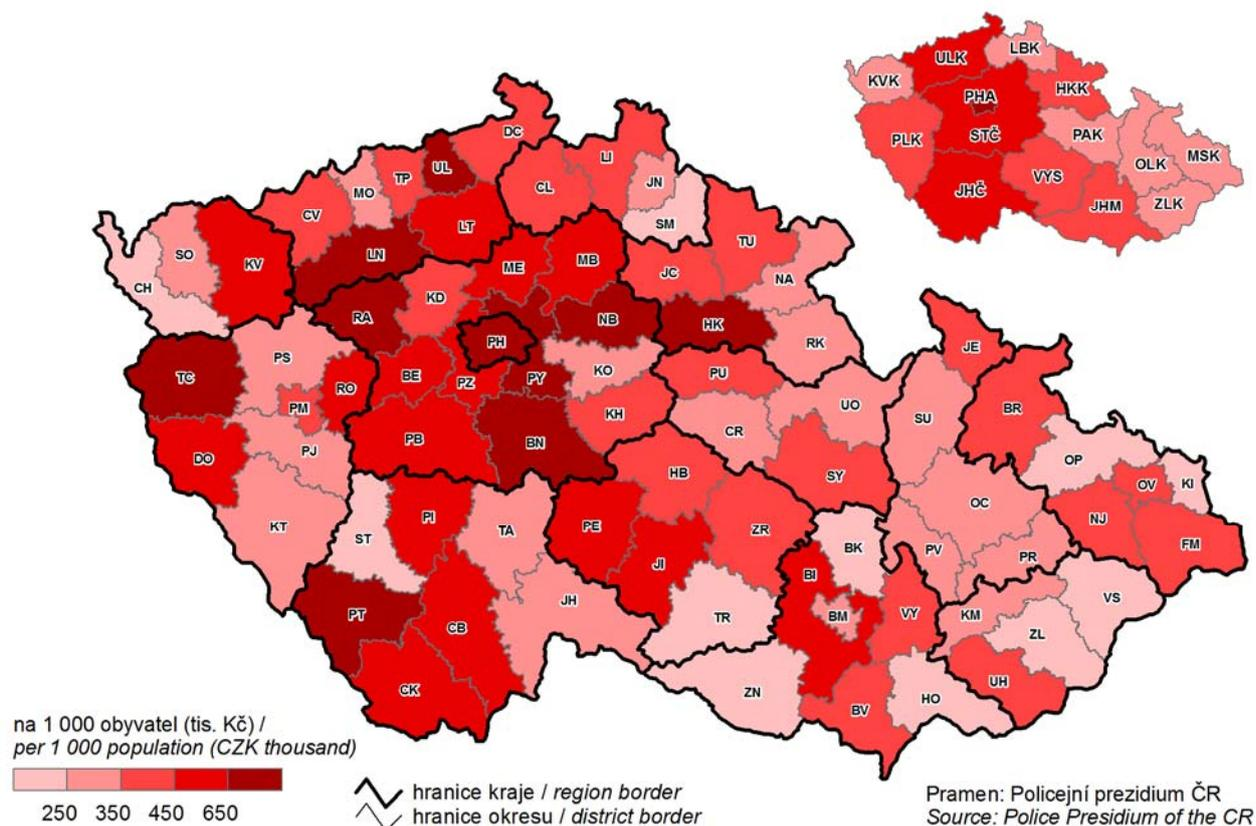 ULK
LBK
KVK
HKK
PHA
PLK
STČ
PAK
OLK
MSK
JHČ
VYS
JHM
ZLK
DC
UL
TP
MO
CV
CL
LI
JN
SM
LT
LN
SO
KV
CH
ME
MB
TU
JC
NA
KD
RA
PH
NB
HK
RK
TC
PS
RO
BE
PZ
PY
KO
PU
JE
PM
KH
CR
UO
SU
BR
DO
PJ
PB
BN
HB
SY
OP
OV
KI
KT
ST
PI
TA
PE
JI
ZR
OC
NJ
FM
BK
PV
PR
BI
PT
CB
JH
TR
BM
VY
KM
VS
ZL
CK
ZN
BV
HO
UH
na 1 000 obyvatel (tis. Kč) /
per 1 000 population (CZK thousand)
250 350 450 650
hranice kraje / region border
hranice okresu / district border
Pramen: Policejní prezidium ČR
Source: Police Presidium of the CR